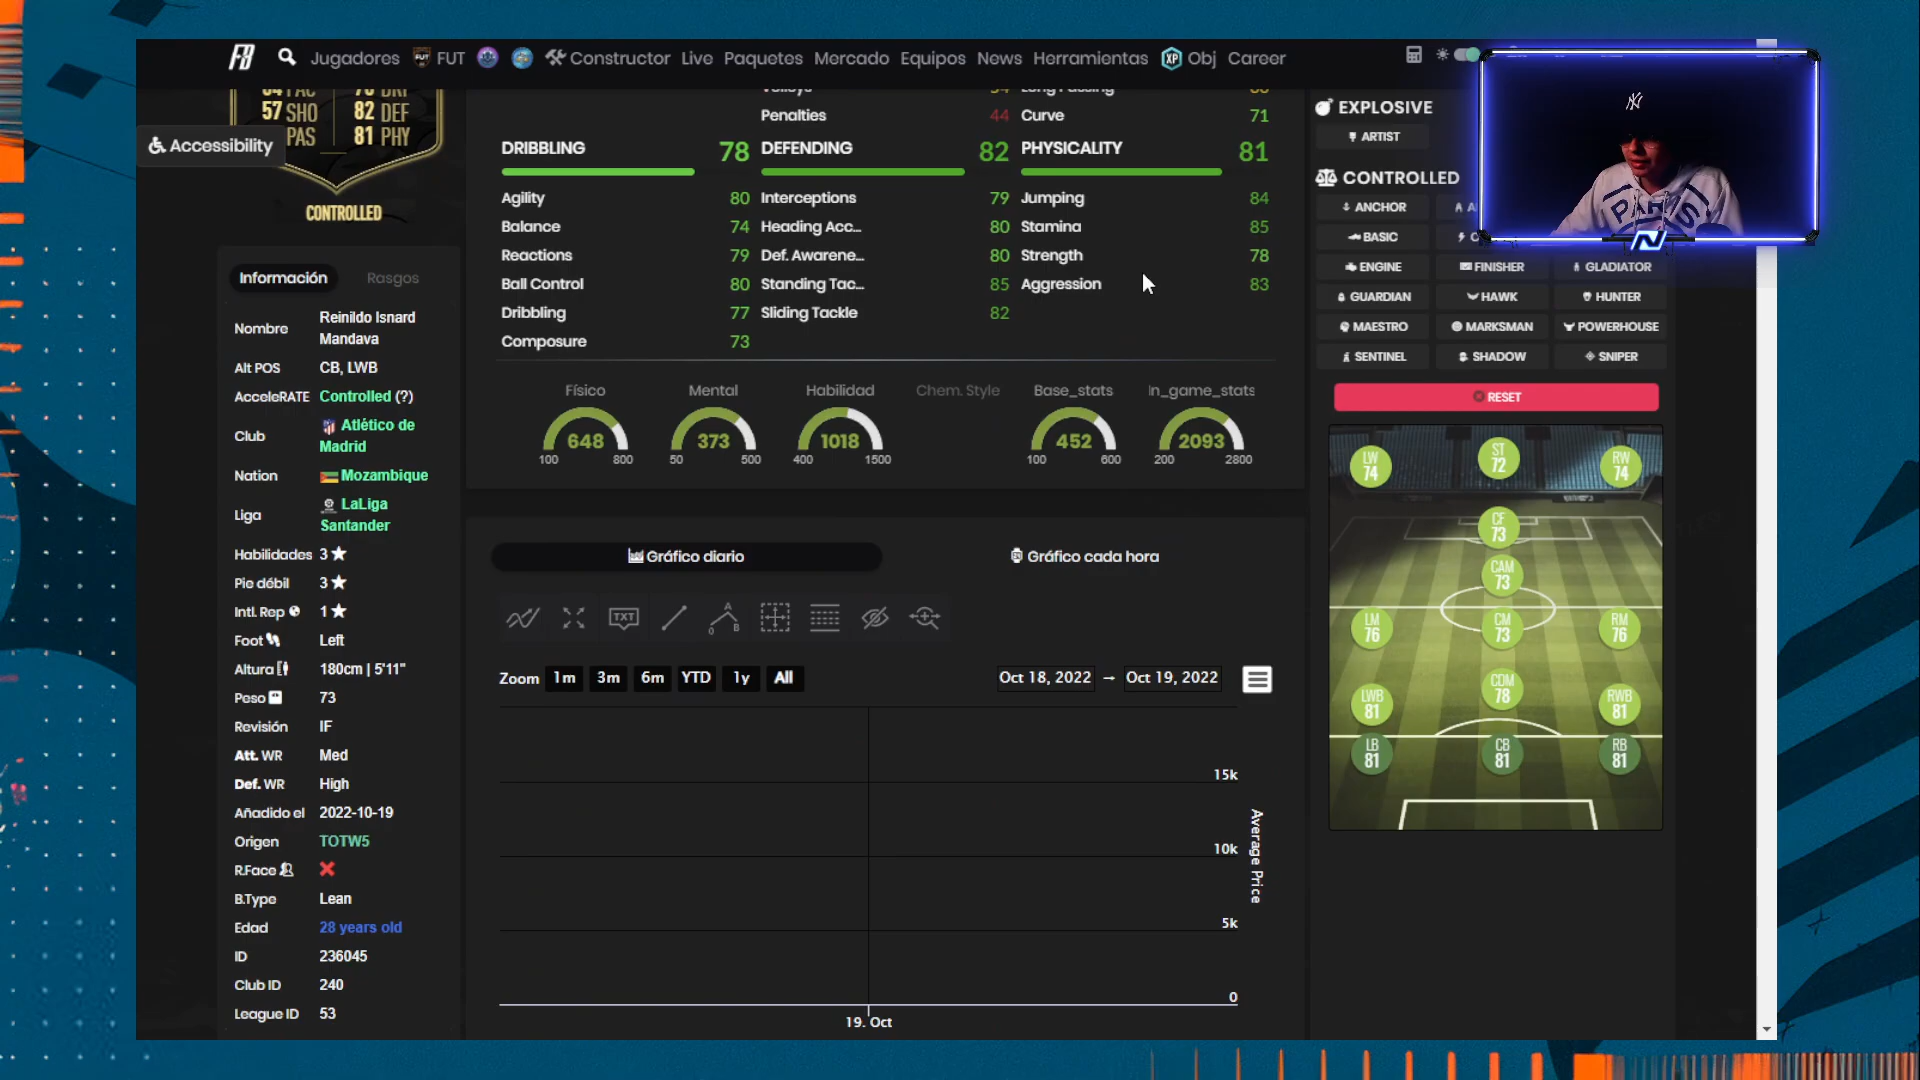 FB Jugadores FUT Constructor Live Paquetes Mercado Equipos News Herramientas XP Obj Career
57 SHO 82 DEF
PAS 81 PHY
CONTROLLED
Accessibility
Información Rasgos
Nombre Reinildo Isnard Mandava
Alt POS CB, LWB
AcceleRATE Controlled (?)
Club Atlético de Madrid
Nation Mozambique
Liga LaLiga Santander
Habilidades 3
Pie débil 3
Intl. Rep 1
Foot Left
Altura 180cm | 5'11"
Peso 73
Revisión IF
Att. WR Med
Def. WR High
Añadido el 2022-10-19
Origen TOTW5
R.Face
B.Type Lean
Edad 28 years old
ID 236045
Club ID 240
League ID 53
Penalties 44 Curve 71
DRIBBLING 78 DEFENDING 82 PHYSICALITY 81
Agility 80 Interceptions 79 Jumping 84
Balance 74 Heading Acc... 80 Stamina 85
Reactions 79 Def. Awarene... 80 Strength 78
Ball Control 80 Standing Tac... 85 Aggression 83
Dribbling 77 Sliding Tackle 82
Composure 73
Físico Mental Habilidad Chem. Style Base_stats In_game_stats
648 373 1018 452 2093
100 800 50 500 400 1500 100 600 200 2800
Gráfico diario Gráfico cada hora
TXT
Zoom 1m 3m 6m YTD 1y All Oct 18, 2022 → Oct 19, 2022
15k
10k
5k
0
Average Price
19. Oct
EXPLOSIVE
ARTIST
CONTROLLED
ANCHOR
BASIC
ENGINE FINISHER GLADIATOR
GUARDIAN HAWK HUNTER
MAESTRO MARKSMAN POWERHOUSE
SENTINEL SHADOW SNIPER
RESET
LW 74 ST 72 RW 74
CF 73
CAM 73
LM 76 CM 73 RM 76
LWB 81 CDM 78 RWB 81
LB 81 CB 81 RB 81
NY
PARIS
N